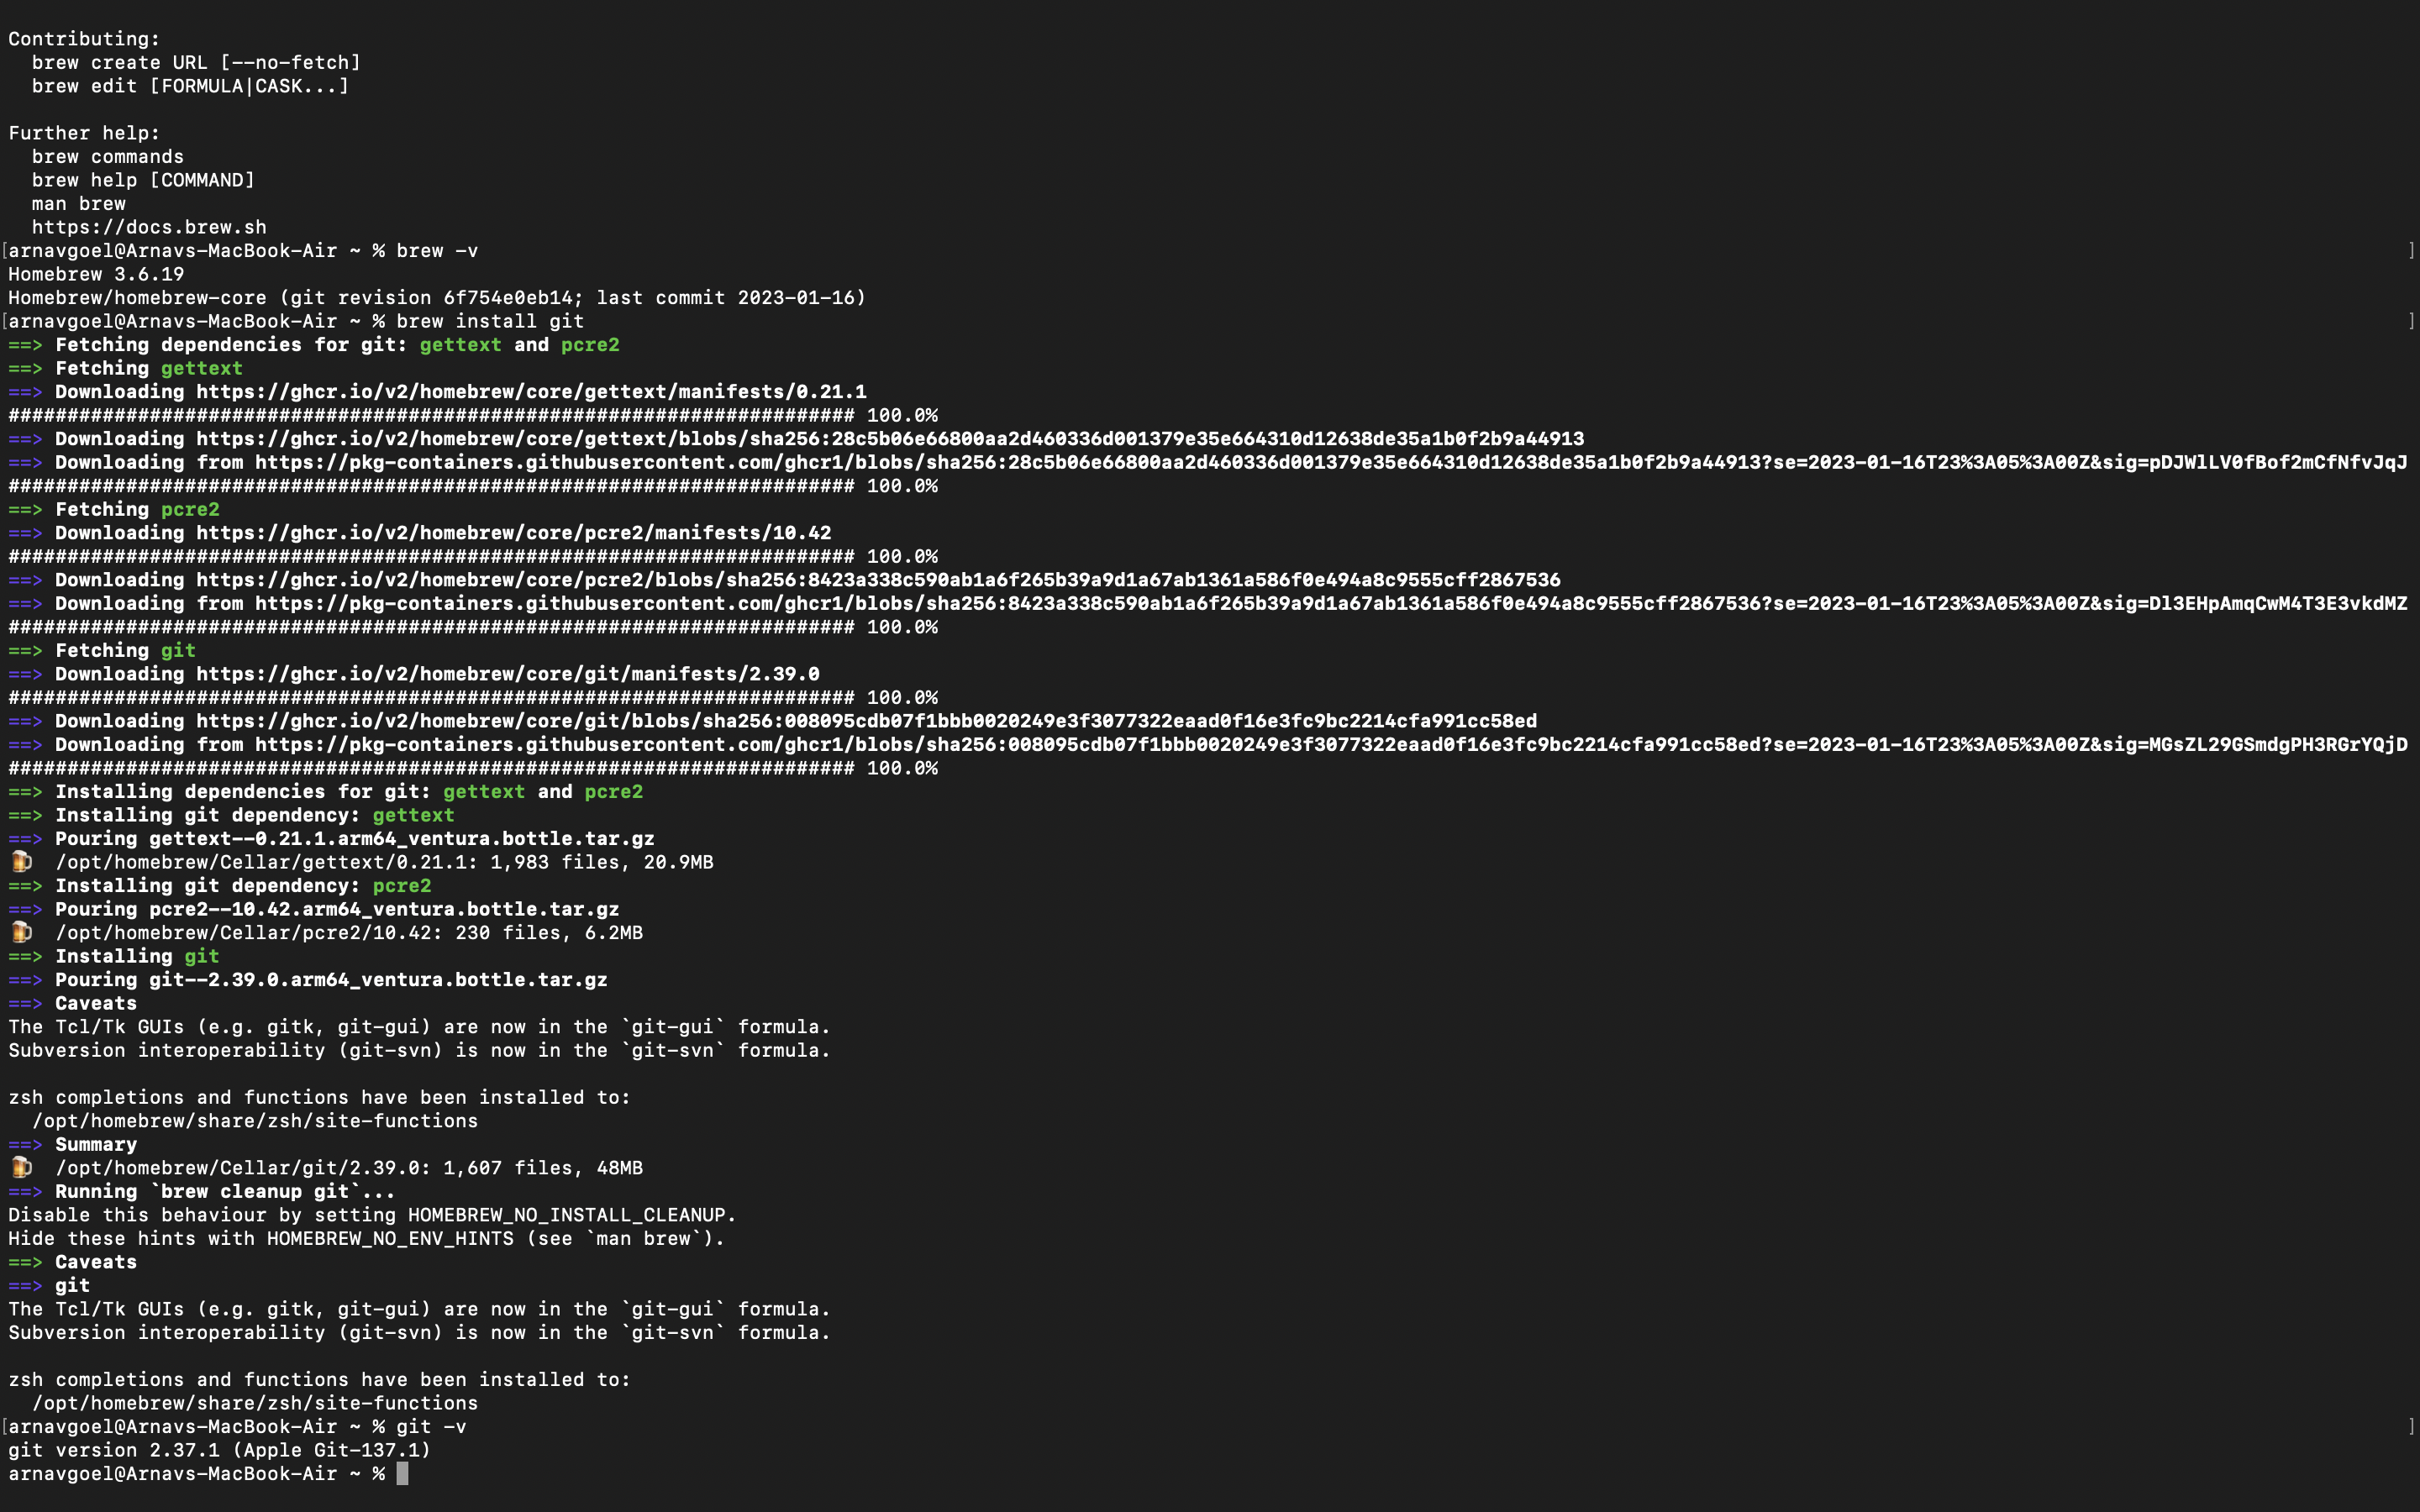 Contributing:
  brew create URL [--no-fetch]
  brew edit [FORMULA|CASK...]

Further help:
  brew commands
  brew help [COMMAND]
  man brew
  https://docs.brew.sh
[arnavgoel@Arnavs-MacBook-Air ~ % brew -v ]
Homebrew 3.6.19
Homebrew/homebrew-core (git revision 6f754e0eb14; last commit 2023-01-16)
[arnavgoel@Arnavs-MacBook-Air ~ % brew install git ]
==> Fetching dependencies for git: gettext and pcre2
==> Fetching gettext
==> Downloading https://ghcr.io/v2/homebrew/core/gettext/manifests/0.21.1
######################################################################## 100.0%
==> Downloading https://ghcr.io/v2/homebrew/core/gettext/blobs/sha256:28c5b06e66800aa2d460336d001379e35e664310d12638de35a1b0f2b9a44913
==> Downloading from https://pkg-containers.githubusercontent.com/ghcr1/blobs/sha256:28c5b06e66800aa2d460336d001379e35e664310d12638de35a1b0f2b9a44913?se=2023-01-16T23%3A05%3A00Z&sig=pDJWlLV0fBof2mCfNfvJqJ
######################################################################## 100.0%
==> Fetching pcre2
==> Downloading https://ghcr.io/v2/homebrew/core/pcre2/manifests/10.42
######################################################################## 100.0%
==> Downloading https://ghcr.io/v2/homebrew/core/pcre2/blobs/sha256:8423a338c590ab1a6f265b39a9d1a67ab1361a586f0e494a8c9555cff2867536
==> Downloading from https://pkg-containers.githubusercontent.com/ghcr1/blobs/sha256:8423a338c590ab1a6f265b39a9d1a67ab1361a586f0e494a8c9555cff2867536?se=2023-01-16T23%3A05%3A00Z&sig=Dl3EHpAmqCwM4T3E3vkdMZ
######################################################################## 100.0%
==> Fetching git
==> Downloading https://ghcr.io/v2/homebrew/core/git/manifests/2.39.0
######################################################################## 100.0%
==> Downloading https://ghcr.io/v2/homebrew/core/git/blobs/sha256:008095cdb07f1bbb0020249e3f3077322eaad0f16e3fc9bc2214cfa991cc58ed
==> Downloading from https://pkg-containers.githubusercontent.com/ghcr1/blobs/sha256:008095cdb07f1bbb0020249e3f3077322eaad0f16e3fc9bc2214cfa991cc58ed?se=2023-01-16T23%3A05%3A00Z&sig=MGsZL29GSmdgPH3RGrYQjD
######################################################################## 100.0%
==> Installing dependencies for git: gettext and pcre2
==> Installing git dependency: gettext
==> Pouring gettext--0.21.1.arm64_ventura.bottle.tar.gz
🍺  /opt/homebrew/Cellar/gettext/0.21.1: 1,983 files, 20.9MB
==> Installing git dependency: pcre2
==> Pouring pcre2--10.42.arm64_ventura.bottle.tar.gz
🍺  /opt/homebrew/Cellar/pcre2/10.42: 230 files, 6.2MB
==> Installing git
==> Pouring git--2.39.0.arm64_ventura.bottle.tar.gz
==> Caveats
The Tcl/Tk GUIs (e.g. gitk, git-gui) are now in the `git-gui` formula.
Subversion interoperability (git-svn) is now in the `git-svn` formula.

zsh completions and functions have been installed to:
  /opt/homebrew/share/zsh/site-functions
==> Summary
🍺  /opt/homebrew/Cellar/git/2.39.0: 1,607 files, 48MB
==> Running `brew cleanup git`...
Disable this behaviour by setting HOMEBREW_NO_INSTALL_CLEANUP.
Hide these hints with HOMEBREW_NO_ENV_HINTS (see `man brew`).
==> Caveats
==> git
The Tcl/Tk GUIs (e.g. gitk, git-gui) are now in the `git-gui` formula.
Subversion interoperability (git-svn) is now in the `git-svn` formula.

zsh completions and functions have been installed to:
  /opt/homebrew/share/zsh/site-functions
[arnavgoel@Arnavs-MacBook-Air ~ % git -v ]
git version 2.37.1 (Apple Git-137.1)
arnavgoel@Arnavs-MacBook-Air ~ %